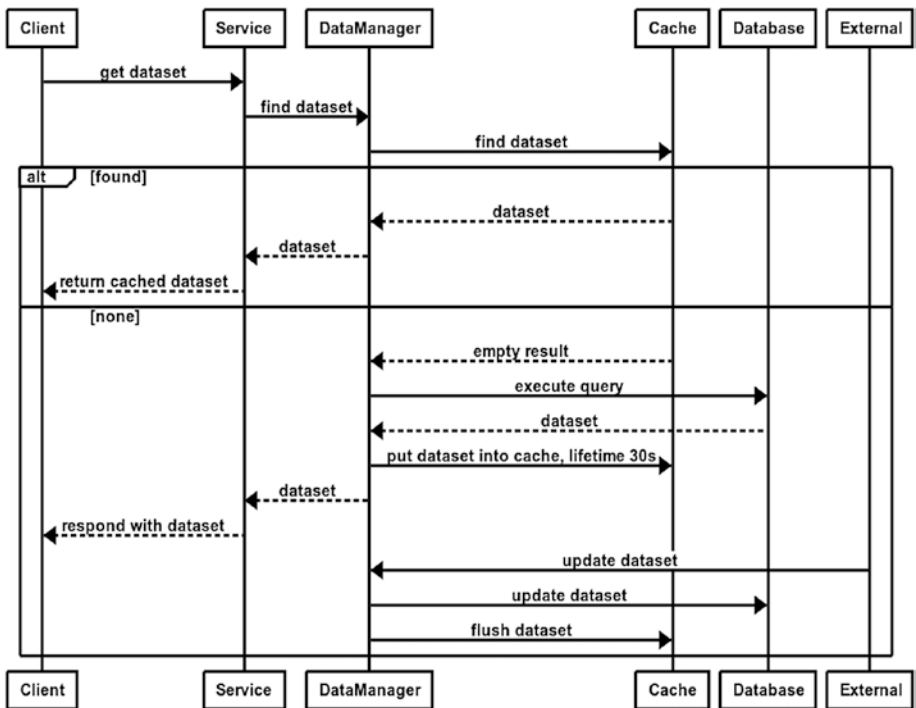 Client Service DataManager Cache Database External
get dataset
find dataset
find dataset
alt [found]
dataset
dataset
return cached dataset
[none]
empty result
execute query
dataset
put dataset into cache, lifetime 30s
dataset
respond with dataset
update dataset
update dataset
flush dataset
Client Service DataManager Cache Database External